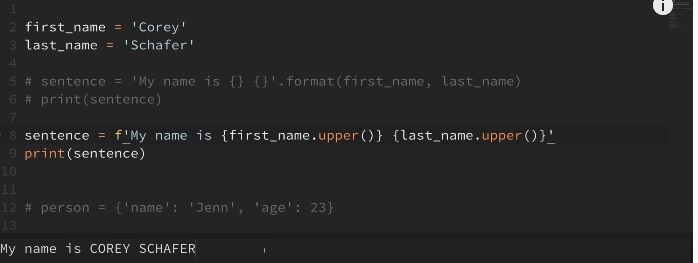 i
1
2 first_name = 'Corey'
3 last_name = 'Schafer'
4
5 # sentence = 'My name is {} {}'.format(first_name, last_name)
6 # print(sentence)
7
8 sentence = f'My name is {first_name.upper()} {last_name.upper()}'
9 print(sentence)
10
11
12 # person = {'name': 'Jenn', 'age': 23}
13
My name is COREY SCHAFER